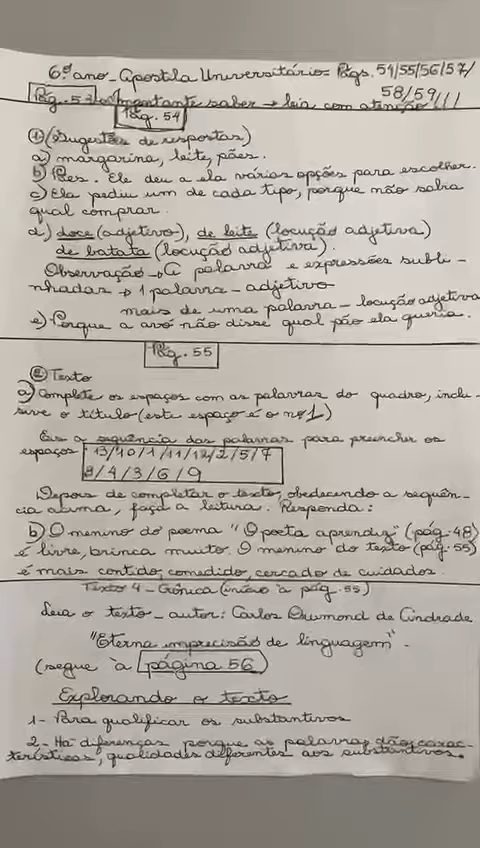 6º ano - Apostila Universitário = Págs. 54/55/56/57/
58/59///
Pág. 57 Importante saber → leia com atenção
Pág. 54
① (Sugestões de respostas)
a) margarina, leite, pães.
b) Pães. Ele deu a ela várias opções para escolher.
c) Ela pediu um de cada tipo, porque não sabia
qual comprar.
d) doce (adjetivo), de leite (locução adjetiva)
de batata (locução adjetiva).
Observação → A palavra e expressões subli-
nhadas → 1 palavra - adjetivo
mais de uma palavra - locução adjetiva
e) Porque a avó não disse qual pão ela queria.
Pág. 55
② Texto
a) Complete os espaços com as palavras do quadro, inclu-
sive o título (este espaço é o nº 1)
Eis a sequência das palavras para preencher os
espaços 13/10/1/11/12/2/5/7
8/4/3/6/9
Depois de completar o texto, obedecendo a sequên-
cia acima, faça a leitura. Responda:
b) O menino do poema "O poeta aprendiz" (pág. 48)
é livre, brinca muito. O menino do texto (pág. 55)
é mais contido, comedido, cercado de cuidados.
Texto 4 - Crônica (início à pág. 55)
Leia o texto - autor: Carlos Drumond de Andrade
"Eterna imprecisão de linguagem" -
(segue à página 56)
Explorando o texto
1 - Para qualificar os substantivos
2 - Há diferenças porque as palavras dão carac-
terísticas, qualidades diferentes aos substantivos.